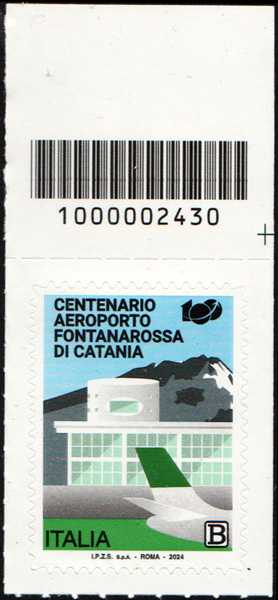 1000002430
CENTENARIO 100
AEROPORTO
FONTANAROSSA
DI CATANIA
ITALIA B
I.P.Z.S. S.p.A. - ROMA - 2024